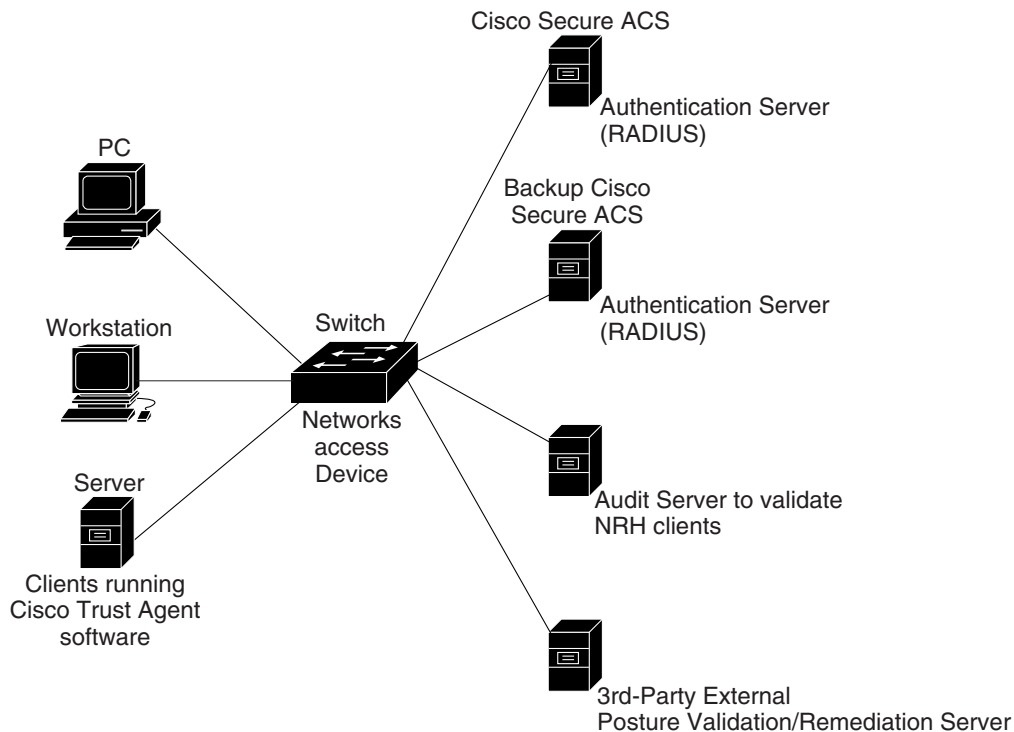 Cisco Secure ACS
Authentication Server
(RADIUS)
PC
Backup Cisco
Secure ACS
Authentication Server
(RADIUS)
Workstation
Switch
Networks
access
Device
Server
Clients running
Cisco Trust Agent
software
Audit Server to validate
NRH clients
3rd-Party External
Posture Validation/Remediation Server